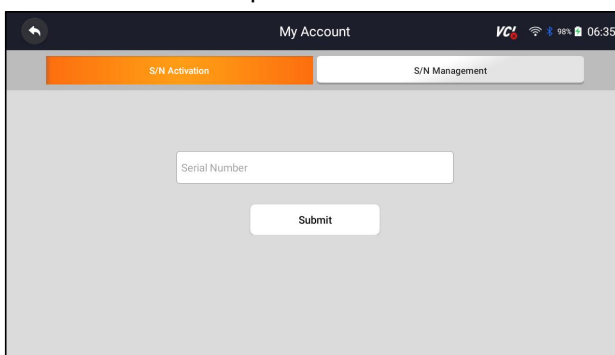 My Account VCI 98% 06:35
S/N Activation S/N Management
Serial Number
Submit